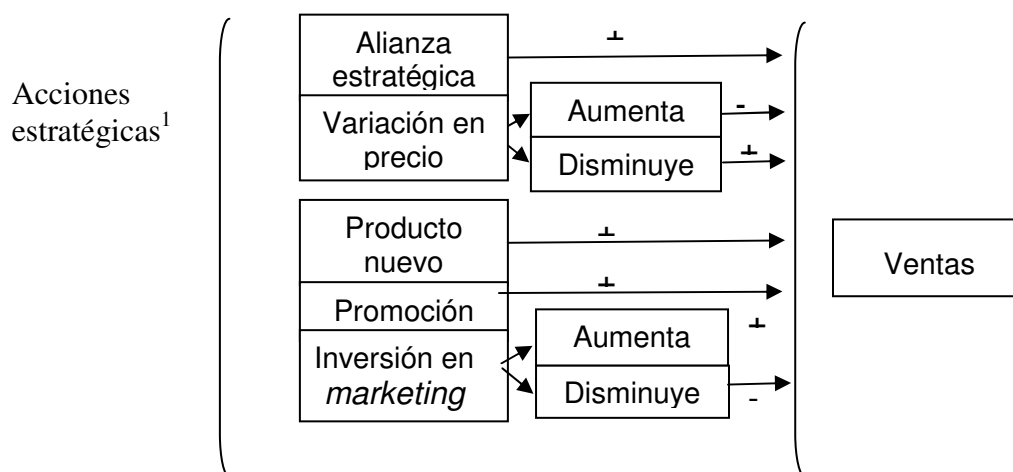 Acciones
estratégicas¹
Alianza
estratégica
+
Variación en
precio
Aumenta
-
Disminuye
+
Producto
nuevo
+
Promoción
+
Inversión en
marketing
Aumenta
+
Disminuye
-
Ventas